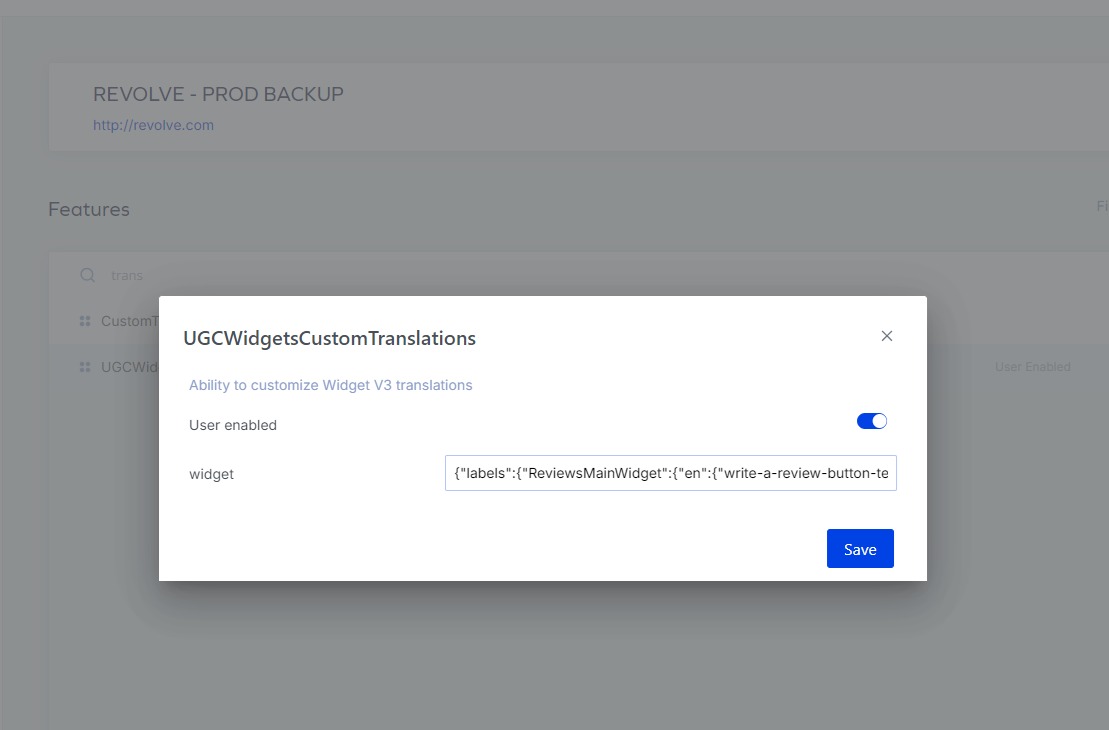 REVOLVE - PROD BACKUP
http://revolve.com
Features
Fi
trans
CustomT
UGCWid
User Enabled
UGCWidgetsCustomTranslations
Ability to customize Widget V3 translations
User enabled
widget
{"labels":{"ReviewsMainWidget":{"en":{"write-a-review-button-te
Save